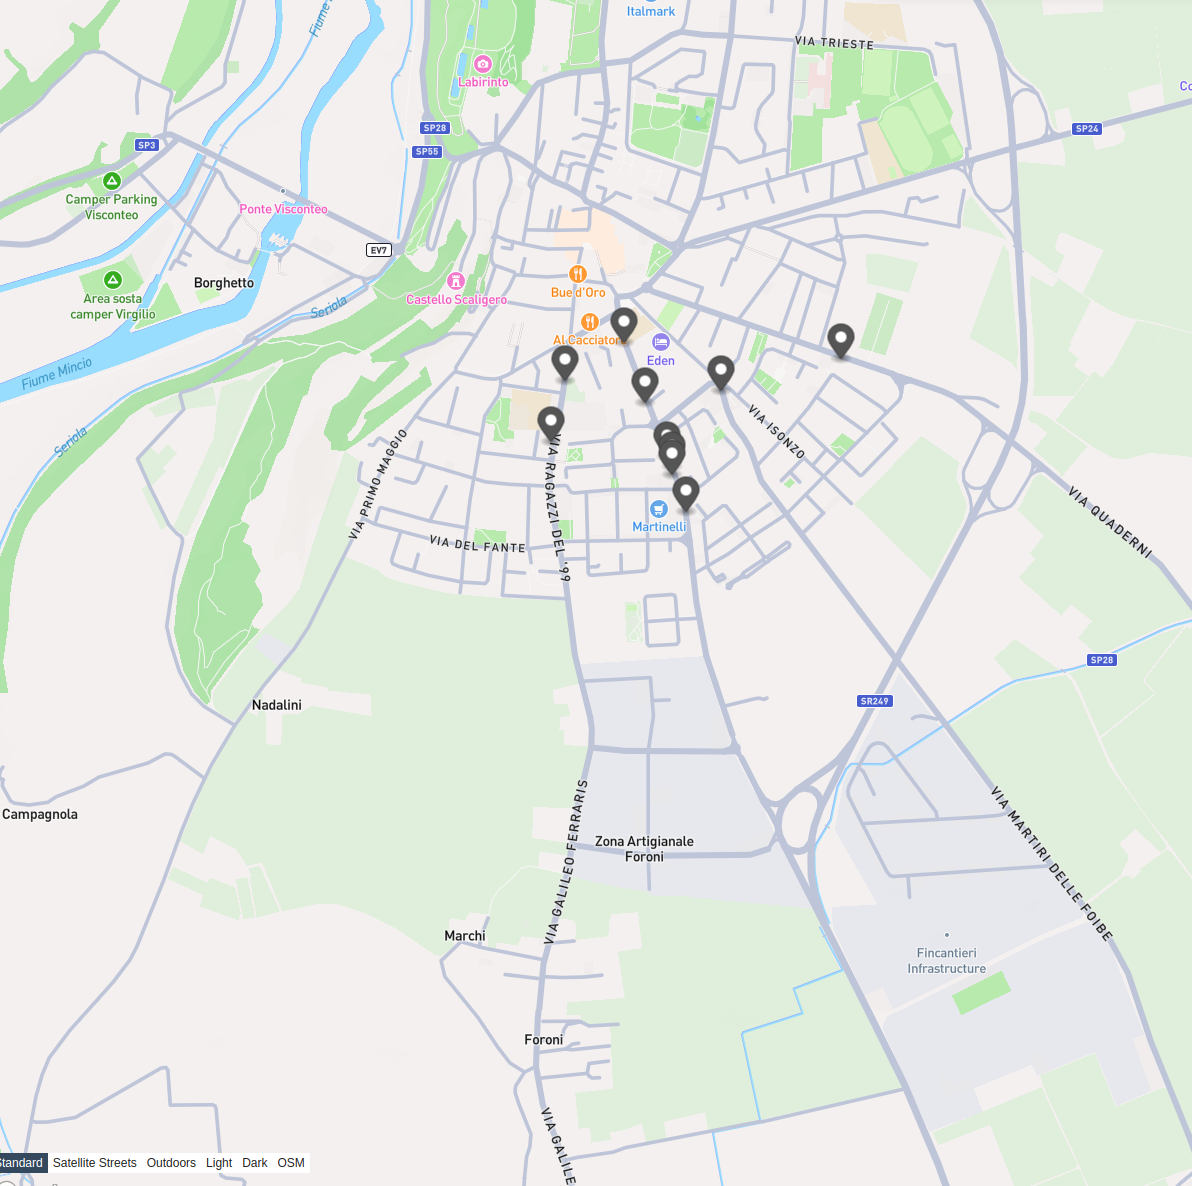 Italmark
VIA TRIESTE
Fiume
Labirinto
SP28
SP24
SP3
SP55
Camper Parking
Visconteo
Ponte Visconteo
EV7
Borghetto
Area sosta
camper Virgilio
Seriola
Castello Scaligero
Bue d'Oro
Al Cacciator
Eden
Fiume Mincio
Seriola
VIA PRIMO MAGGIO
VIA RAGAZZI DEL '99
VIA ISONZO
VIA QUADERNI
Martinelli
VIA DEL FANTE
SP28
SR249
Nadalini
Campagnola
VIA GALILEO FERRARIS
Zona Artigianale
Foroni
VIA MARTIRI DELLE FOIBE
Marchi
Fincantieri
Infrastructure
Foroni
VIA GALILE
Standard Satellite Streets Outdoors Light Dark OSM